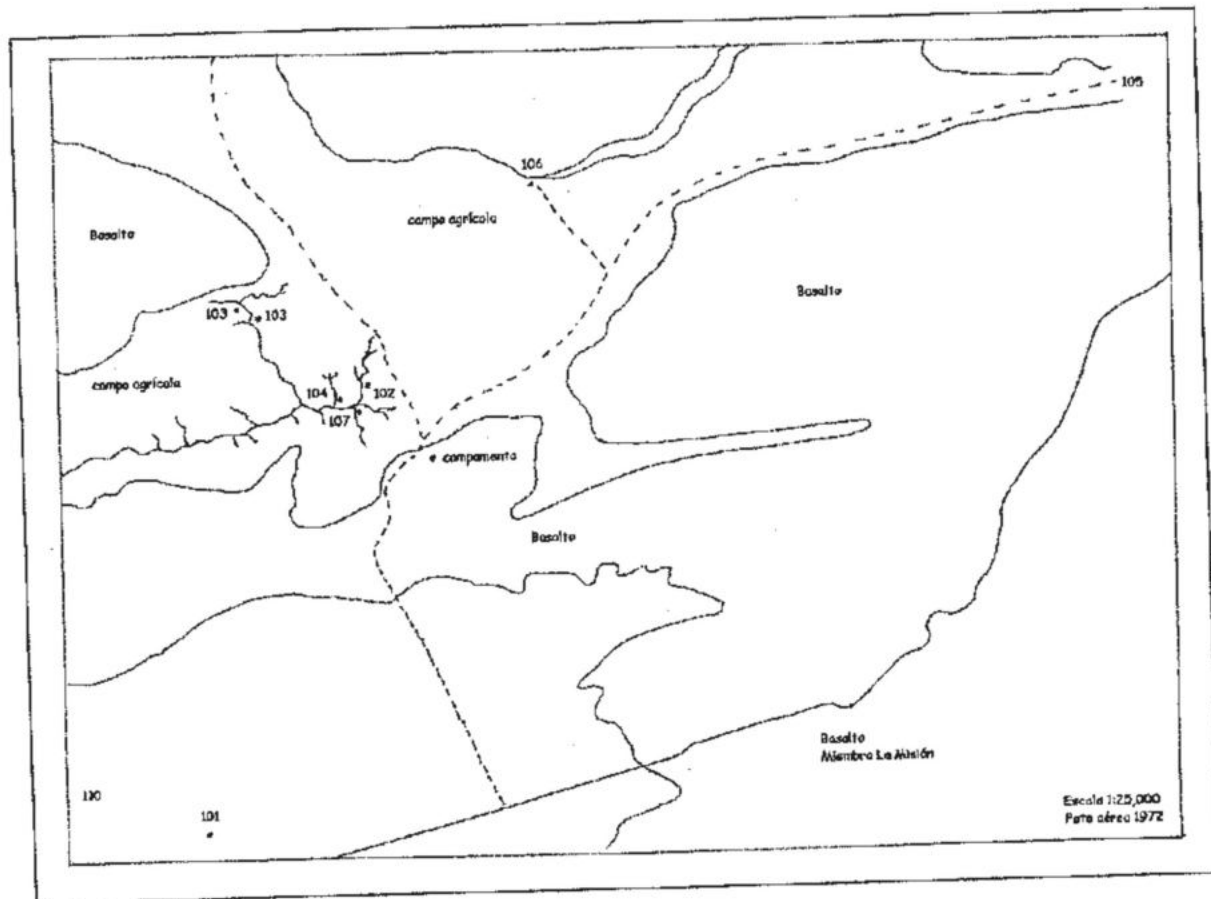 105
106
campo agrícola
Basalto
Basalto
103
103
campo agrícola
104
102
107
campamento
Basalto
Basalto
Miembro La Misión
110
101
Escala 1:25,000
Foto aérea 1972